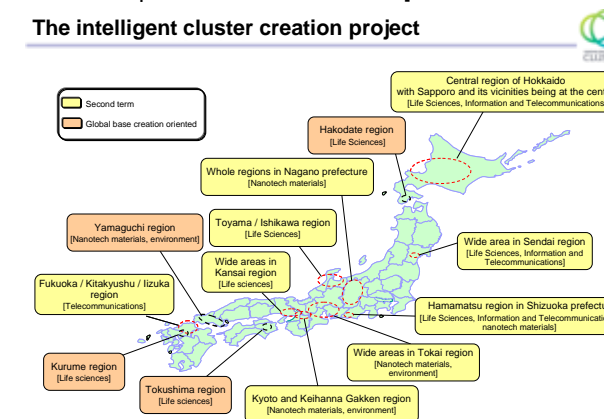 The intelligent cluster creation project
Second term
Global base creation oriented
Central region of Hokkaido
with Sapporo and its vicinities being at the
[Life Sciences, Information and Telecommunications
Hakodate region
[Life Sciences]
Whole regions in Nagano prefecture
[Nanotech materials]
Toyama / Ishikawa region
[Life Sciences]
Yamaguchi region
[Nanotech materials, environment]
Wide area in Sendai region
[Life Sciences, Information and
Telecommunications]
Wide areas in
Kansai region
[Life sciences]
Fukuoka / Kitakyushu / Iizuka
region
[Telecommunications]
Hamamatsu region in Shizuoka
[Life Sciences, Information and
nanotech materials]
Wide areas in Tokai region
[Nanotech materials,
environment]
Kurume region
[Life sciences]
Tokushima region
[Life sciences]
Kyoto and Keihanna Gakken region
[Nanotech materials, environment]